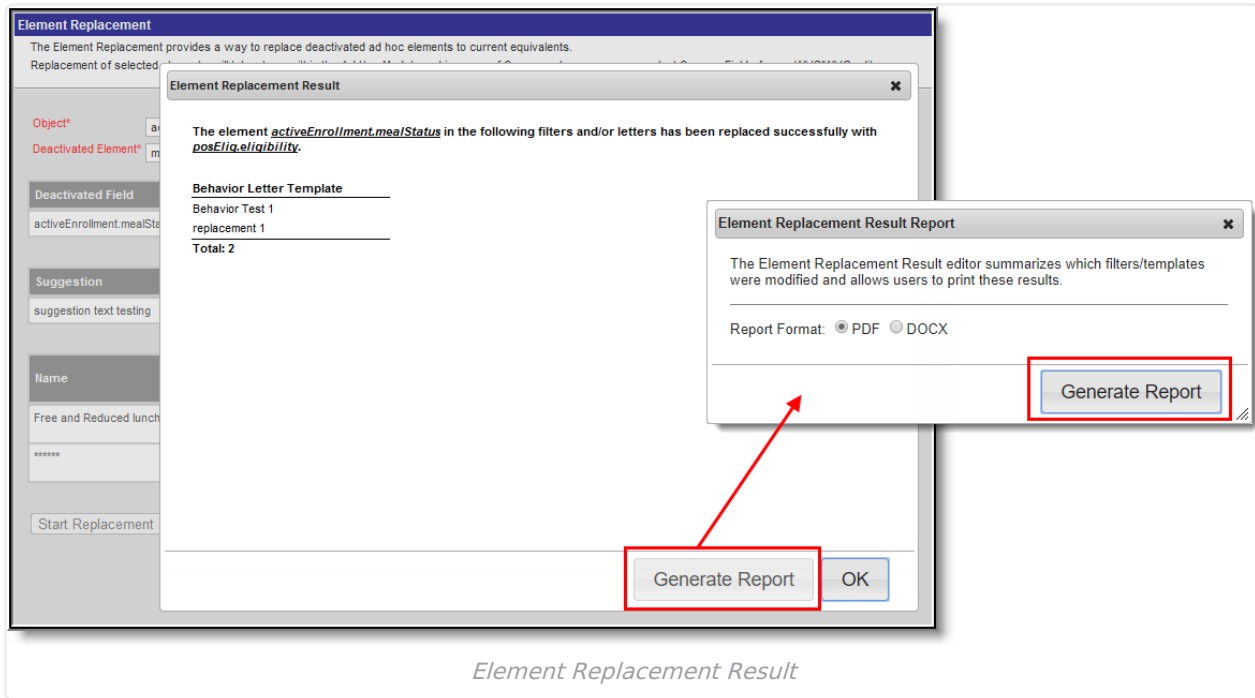 Element Replacement
The Element Replacement provides a way to replace deactivated ad hoc elements to current equivalents.
Replacement of selected
Element Replacement Result
Object*
Deactivated Element*
The element activeEnrollment.mealStatus in the following filters and/or letters has been replaced successfully with
posElig.eligibility.
Deactivated Field
activeEnrollment.mealSta
Behavior Letter Template
Behavior Test 1
replacement 1
Total: 2
Suggestion
suggestion text testing
Name
Free and Reduced lunch
******
Start Replacement
Generate Report
OK
Element Replacement Result Report
The Element Replacement Result editor summarizes which filters/templates
were modified and allows users to print these results.
Report Format: PDF DOCX
Generate Report
Element Replacement Result